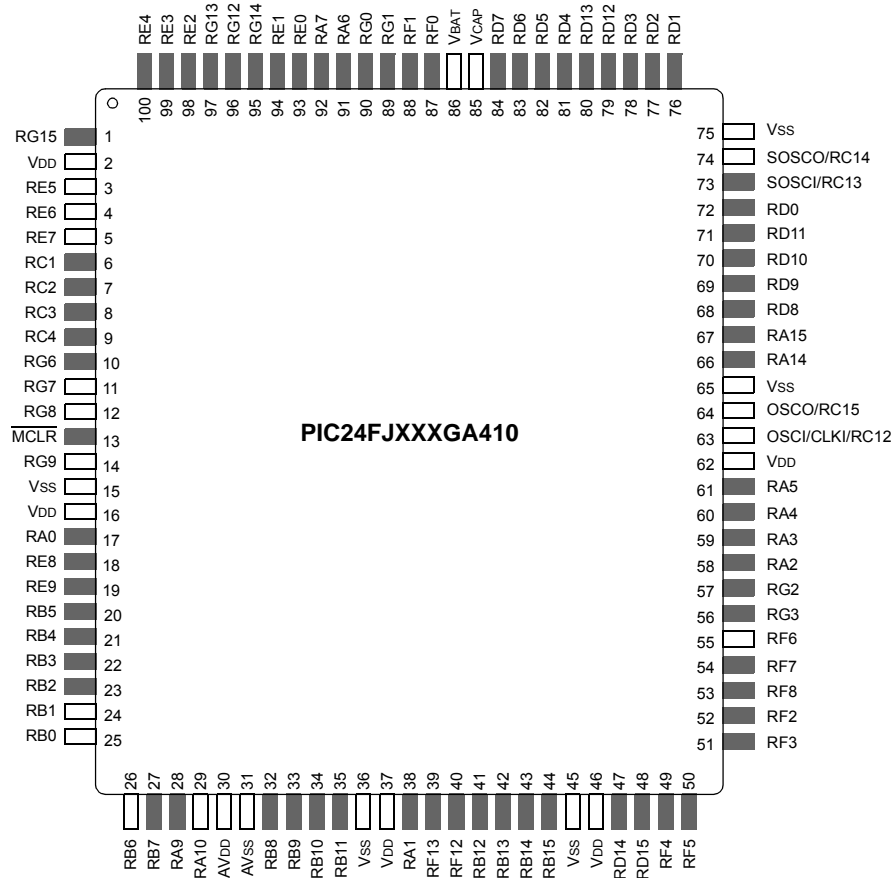 RE4 RE3 RE2 RG13 RG12 RG14 RE1 RE0 RA7 RA6 RG0 RG1 RF1 RF0 VBAT VCAP RD7 RD6 RD5 RD4 RD13 RD12 RD3 RD2 RD1
100 99 98 97 96 95 94 93 92 91 90 89 88 87 86 85 84 83 82 81 80 79 78 77 76
RG15 1
VDD 2
RE5 3
RE6 4
RE7 5
RC1 6
RC2 7
RC3 8
RC4 9
RG6 10
RG7 11
RG8 12
MCLR 13
RG9 14
VSS 15
VDD 16
RA0 17
RE8 18
RE9 19
RB5 20
RB4 21
RB3 22
RB2 23
RB1 24
RB0 25
PIC24FJXXXGA410
75 VSS
74 SOSCO/RC14
73 SOSCI/RC13
72 RD0
71 RD11
70 RD10
69 RD9
68 RD8
67 RA15
66 RA14
65 VSS
64 OSCO/RC15
63 OSCI/CLKI/RC12
62 VDD
61 RA5
60 RA4
59 RA3
58 RA2
57 RG2
56 RG3
55 RF6
54 RF7
53 RF8
52 RF2
51 RF3
26 27 28 29 30 31 32 33 34 35 36 37 38 39 40 41 42 43 44 45 46 47 48 49 50
RB6 RB7 RA9 RA10 AVDD AVSS RB8 RB9 RB10 RB11 VSS VDD RA1 RF13 RF12 RB12 RB13 RB14 RB15 VSS VDD RD14 RD15 RF4 RF5